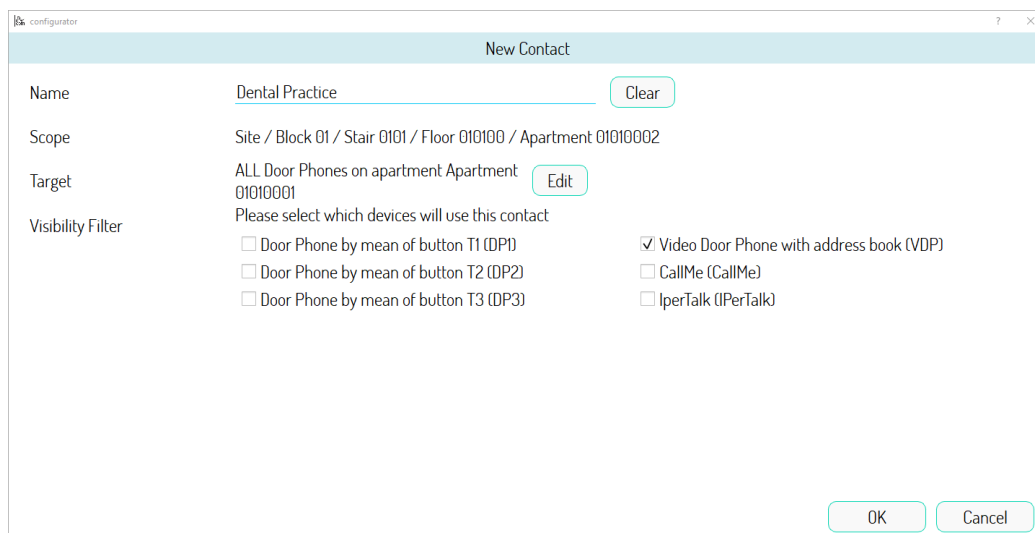 configurator
?
New Contact
Name
Dental Practice
Clear
Scope
Site / Block 01 / Stair 0101 / Floor 010100 / Apartment 01010002
Target
ALL Door Phones on apartment Apartment
01010001
Edit
Visibility Filter
Please select which devices will use this contact
Door Phone by mean of button T1 (DP1)
Video Door Phone with address book (VDP)
Door Phone by mean of button T2 (DP2)
CallMe (CallMe)
Door Phone by mean of button T3 (DP3)
IperTalk (IPerTalk)
OK
Cancel